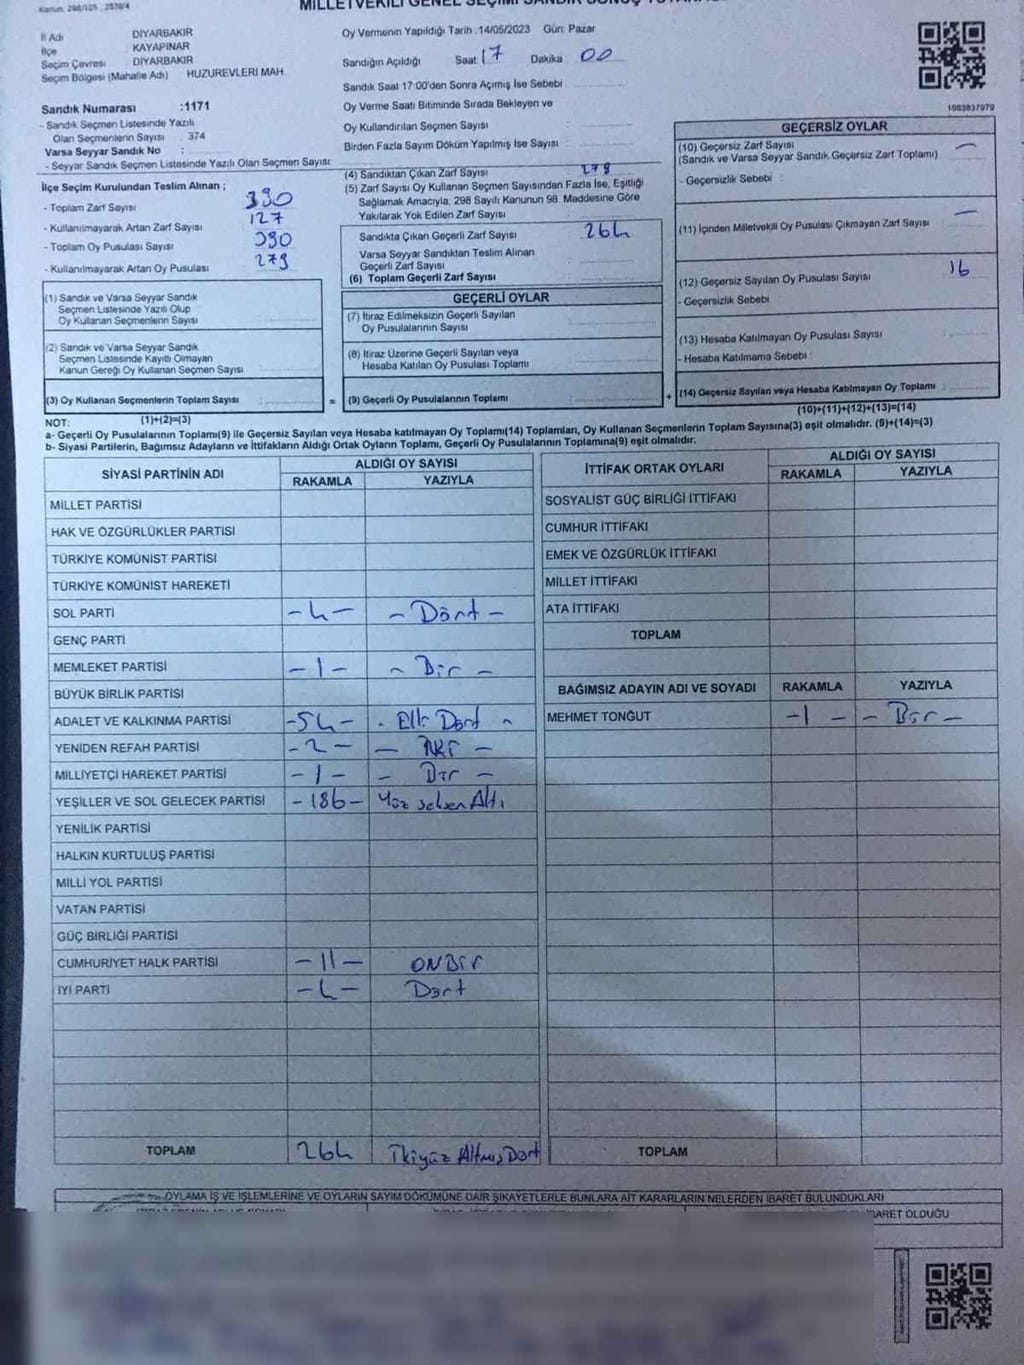 Kanun, 298/105 , 2839/4
MİLLETVEKİLİ GENEL SEÇİMİ SANDIK SONUÇ
İl Adı DİYARBAKIR
İlçe KAYAPINAR
Seçim Çevresi DİYARBAKIR
Seçim Bölgesi (Mahalle Adı) HUZUREVLERİ MAH.
Sandık Numarası :1171
- Sandık Seçmen Listesinde Yazılı
Olan Seçmenlerin Sayısı : 374
Varsa Seyyar Sandık No :
- Seyyar Sandık Seçmen Listesinde Yazılı Olan Seçmen Sayısı:
Oy Vermenin Yapıldığı Tarih :14/05/2023 Gün: Pazar
Sandığın Açıldığı Saat 17 Dakika 00
Sandık Saat 17:00'den Sonra Açımış İse Sebebi
Oy Verme Saati Bitiminde Sırada Bekleyen ve
Oy Kullandırılan Seçmen Sayısı
Birden Fazla Sayım Döküm Yapılmış İse Sayısı
1083837979
İlçe Seçim Kurulundan Teslim Alınan ;
- Toplam Zarf Sayısı 390
- Kullanılmayarak Artan Zarf Sayısı 127
- Toplam Oy Pusulası Sayısı 390
- Kullanılmayarak Artan Oy Pusulası 279
(4) Sandıktan Çıkan Zarf Sayısı 278
(5) Zarf Sayısı Oy Kullanan Seçmen Sayısından Fazla İse, Eşitliği
Sağlamak Amacıyla; 298 Sayılı Kanunun 98. Maddesine Göre
Yakılarak Yok Edilen Zarf Sayısı
Sandıkta Çıkan Geçerli Zarf Sayısı 264
Varsa Seyyar Sandıktan Teslim Alınan
Geçerli Zarf Sayısı
(6) Toplam Geçerli Zarf Sayısı
GEÇERSİZ OYLAR
(10) Geçersiz Zarf Sayısı —
(Sandık ve Varsa Seyyar Sandık Geçersiz Zarf Toplamı)
- Geçersizlik Sebebi :
(11) İçinden Milletvekili Oy Pusulası Çıkmayan Zarf Sayısı —
(12) Geçersiz Sayılan Oy Pusulası Sayısı 16
- Geçersizlik Sebebi
(13) Hesaba Katılmayan Oy Pusulası Sayısı
- Hesaba Katılmama Sebebi :
(14) Geçersiz Sayılan veya Hesaba Katılmayan Oy Toplamı
(10)+(11)+(12)+(13)=(14)
(1) Sandık ve Varsa Seyyar Sandık
Seçmen Listesinde Yazılı Olup
Oy Kullanan Seçmenlerin Sayısı
(2) Sandık ve Varsa Seyyar Sandık
Seçmen Listesinde Kayıtlı Olmayan
Kanun Gereği Oy Kullanan Seçmen Sayısı
(3) Oy Kullanan Seçmenlerin Toplam Sayısı =
(1)+(2)=(3)
GEÇERLİ OYLAR
(7) İtiraz Edilmeksizin Geçerli Sayılan
Oy Pusulalarının Sayısı
(8) İtiraz Üzerine Geçerli Sayılan veya
Hesaba Katılan Oy Pusulası Toplamı
(9) Geçerli Oy Pusulalarının Toplamı +
NOT:
a- Geçerli Oy Pusulalarının Toplamı(9) ile Geçersiz Sayılan veya Hesaba katılmayan Oy Toplamı(14) Toplamları, Oy Kullanan Seçmenlerin Toplam Sayısına(3) eşit olmalıdır. (9)+(14)=(3)
b- Siyasi Partilerin, Bağımsız Adayların ve İttifakların Aldığı Ortak Oyların Toplamı, Geçerli Oy Pusulalarının Toplamına(9) eşit olmalıdır.
SİYASİ PARTİNİN ADI ALDIĞI OY SAYISI
RAKAMLA YAZIYLA
MİLLET PARTİSİ
HAK VE ÖZGÜRLÜKLER PARTİSİ
TÜRKİYE KOMÜNİST PARTİSİ
TÜRKİYE KOMÜNİST HAREKETİ
SOL PARTİ -4- - Dört -
GENÇ PARTİ
MEMLEKET PARTİSİ -1- - Bir -
BÜYÜK BİRLİK PARTİSİ
ADALET VE KALKINMA PARTİSİ -54- - Elli Dört -
YENİDEN REFAH PARTİSİ -2- - İKİ -
MİLLİYETÇİ HAREKET PARTİSİ -1- - Bir -
YEŞİLLER VE SOL GELECEK PARTİSİ -186- Yüz seksen Altı
YENİLİK PARTİSİ
HALKIN KURTULUŞ PARTİSİ
MİLLİ YOL PARTİSİ
VATAN PARTİSİ
GÜÇ BİRLİĞİ PARTİSİ
CUMHURİYET HALK PARTİSİ -11- ONBİr
İYİ PARTİ -4- Dört
TOPLAM 264 İkiyüz Altmış Dört
İTTİFAK ORTAK OYLARI ALDIĞI OY SAYISI
RAKAMLA YAZIYLA
SOSYALİST GÜÇ BİRLİĞİ İTTİFAKI
CUMHUR İTTİFAKI
EMEK VE ÖZGÜRLÜK İTTİFAKI
MİLLET İTTİFAKI
ATA İTTİFAKI
TOPLAM
BAĞIMSIZ ADAYIN ADI VE SOYADI RAKAMLA YAZIYLA
MEHMET TONĞUT -1- - Bir -
TOPLAM
OYLAMA İŞ VE İŞLEMLERİNE VE OYLARIN SAYIM DÖKÜMÜNE DAİR ŞİKAYETLERLE BUNLARA AİT KARARLARIN NELERDEN İBARET BULUNDUKLARI
İBARET OLDUĞU